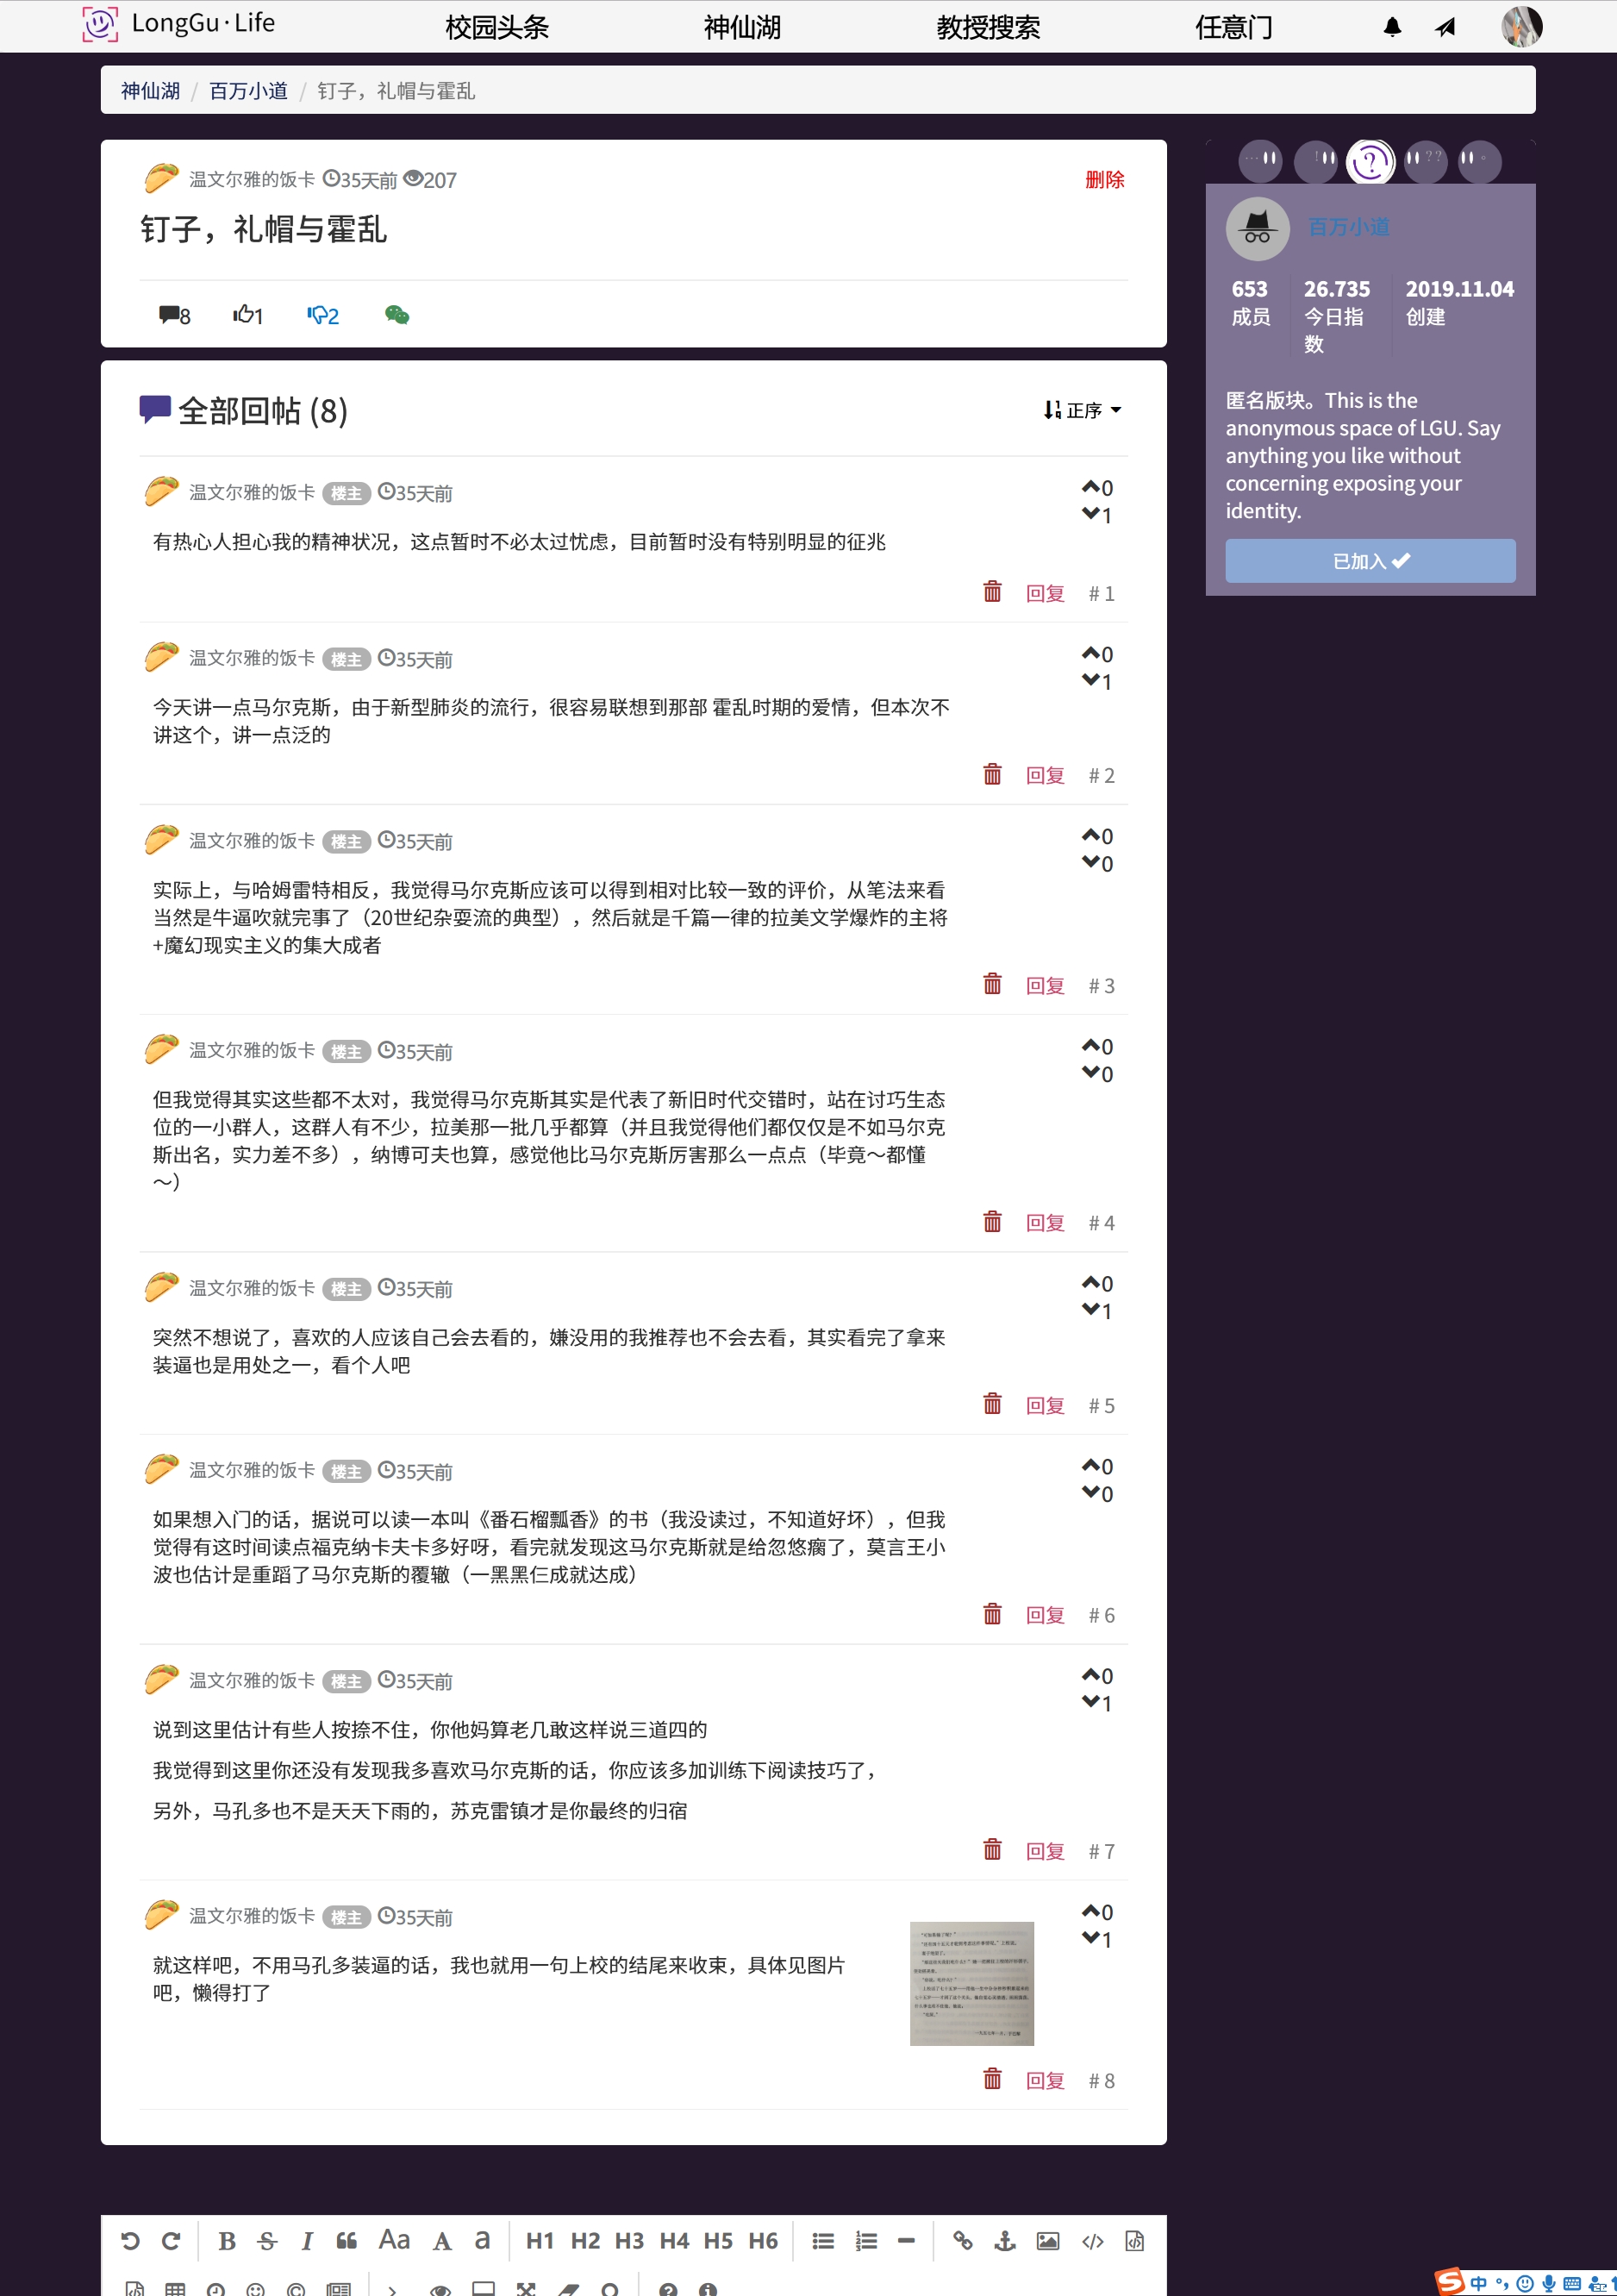 LongGu·Life 校园头条 神仙湖 教授搜索 任意门
神仙湖 / 百万小道 / 钉子，礼帽与霍乱
温文尔雅的饭卡 35天前 207 删除
钉子，礼帽与霍乱
8 1 2
全部回帖 (8) 正序
温文尔雅的饭卡 楼主 35天前 0
1
有热心人担心我的精神状况，这点暂时不必太过忧虑，目前暂时没有特别明显的征兆
回复 # 1
温文尔雅的饭卡 楼主 35天前 0
1
今天讲一点马尔克斯，由于新型肺炎的流行，很容易联想到那部 霍乱时期的爱情，但本次不
讲这个，讲一点泛的
回复 # 2
温文尔雅的饭卡 楼主 35天前 0
0
实际上，与哈姆雷特相反，我觉得马尔克斯应该可以得到相对比较一致的评价，从笔法来看
当然是牛逼吹就完事了（20世纪杂耍流的典型），然后就是千篇一律的拉美文学爆炸的主将
+魔幻现实主义的集大成者
回复 # 3
温文尔雅的饭卡 楼主 35天前 0
0
但我觉得其实这些都不太对，我觉得马尔克斯其实是代表了新旧时代交错时，站在讨巧生态
位的一小群人，这群人有不少，拉美那一批几乎都算（并且我觉得他们都仅仅是不如马尔克
斯出名，实力差不多），纳博可夫也算，感觉他比马尔克斯厉害那么一点点（毕竟～都懂
～）
回复 # 4
温文尔雅的饭卡 楼主 35天前 0
1
突然不想说了，喜欢的人应该自己会去看的，嫌没用的我推荐也不会去看，其实看完了拿来
装逼也是用处之一，看个人吧
回复 # 5
温文尔雅的饭卡 楼主 35天前 0
0
如果想入门的话，据说可以读一本叫《番石榴瓢香》的书（我没读过，不知道好坏），但我
觉得有这时间读点福克纳卡夫卡多好呀，看完就发现这马尔克斯就是给忽悠瘸了，莫言王小
波也估计是重蹈了马尔克斯的覆辙（一黑黑仨成就达成）
回复 # 6
温文尔雅的饭卡 楼主 35天前 0
1
说到这里估计有些人按捺不住，你他妈算老几敢这样说三道四的
我觉得到这里你还没有发现我多喜欢马尔克斯的话，你应该多加训练下阅读技巧了，
另外，马孔多也不是天天下雨的，苏克雷镇才是你最终的归宿
回复 # 7
温文尔雅的饭卡 楼主 35天前 0
1
就这样吧，不用马孔多装逼的话，我也就用一句上校的结尾来收束，具体见图片
吧，懒得打了
回复 # 8
百万小道
653 26.735 2019.11.04
成员 今日指 创建
数
匿名版块。This is the
anonymous space of LGU. Say
anything you like without
concerning exposing your
identity.
已加入
B S I Aa A a H1 H2 H3 H4 H5 H6
中